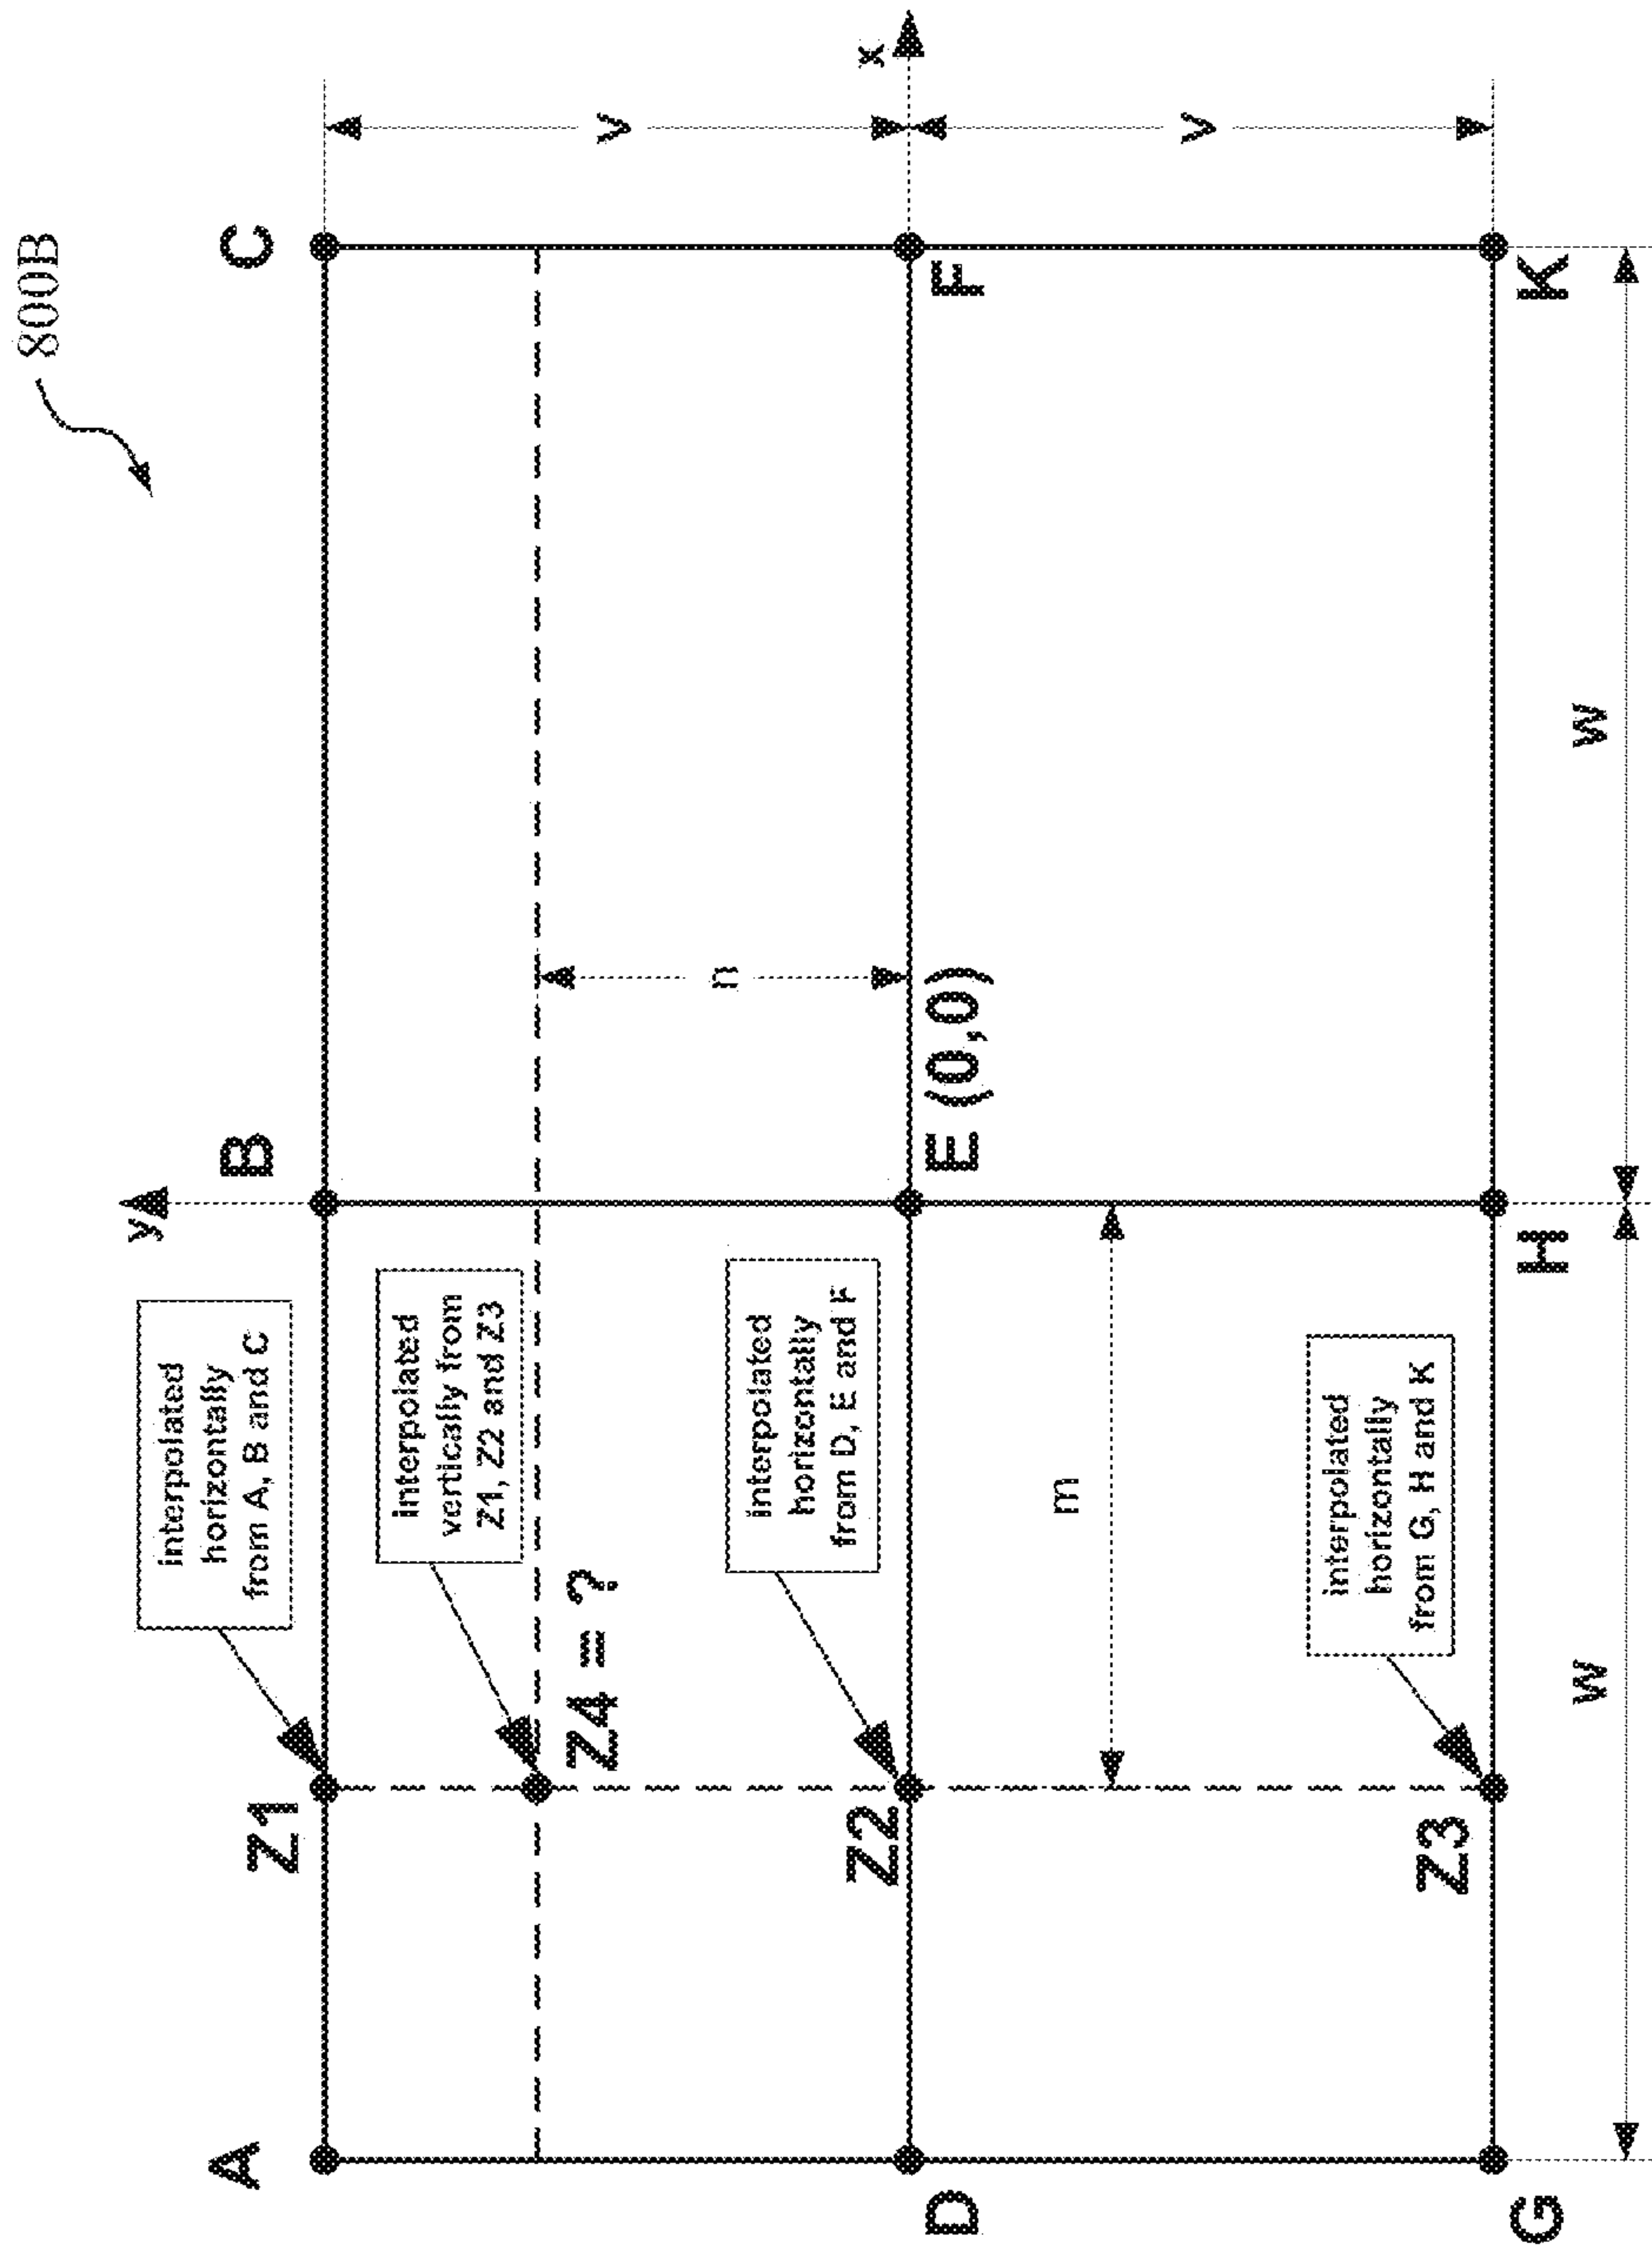 800B
y
x
A
B
C
Z1
interpolated
horizontally
from A, B and C
interpolated
vertically from
Z1, Z2 and Z3
Z4 = ?
n
v
interpolated
horizontally
from D, E and F
D
Z2
E (0,0)
F
m
v
interpolated
horizontally
from G, H and K
G
Z3
H
K
w
w